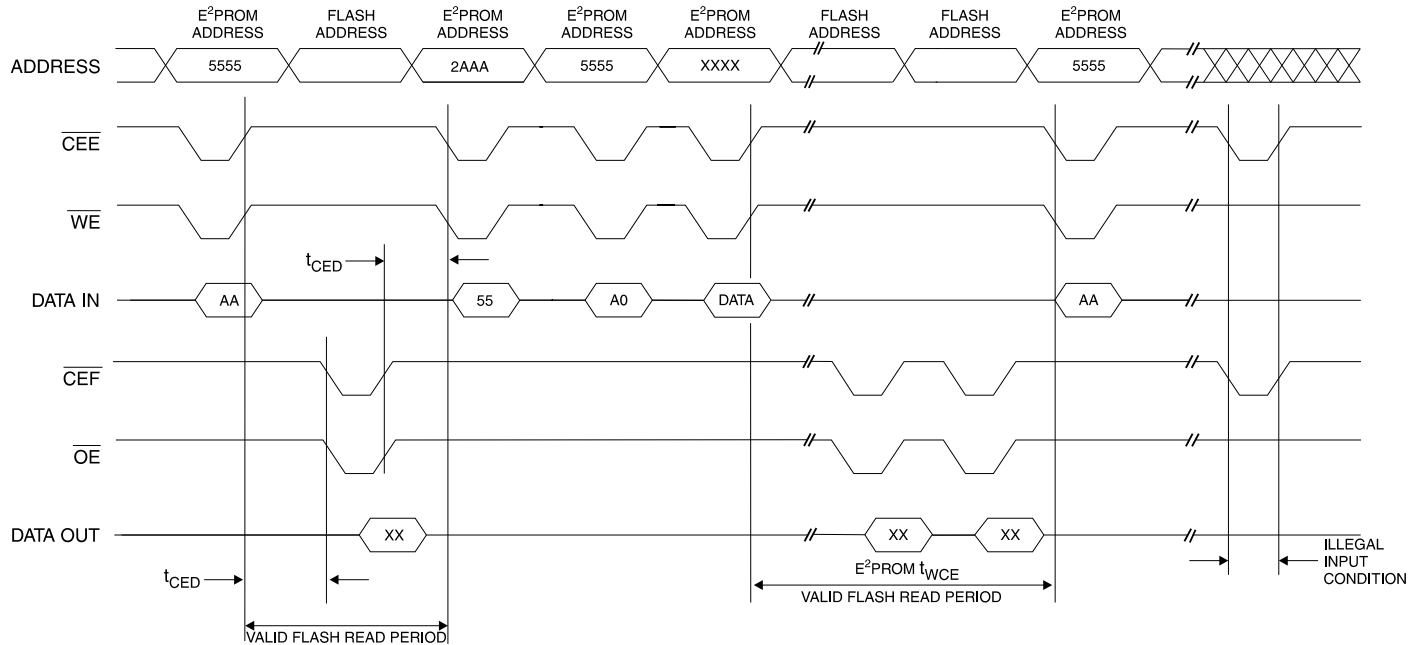 E²PROM ADDRESS
FLASH ADDRESS
E²PROM ADDRESS
E²PROM ADDRESS
E²PROM ADDRESS
FLASH ADDRESS
FLASH ADDRESS
E²PROM ADDRESS
ADDRESS 5555 2AAA 5555 XXXX 5555
CEE
WE
tCED
DATA IN AA 55 A0 DATA AA
CEF
OE
DATA OUT XX XX XX
tCED
E²PROM tWCE
VALID FLASH READ PERIOD
ILLEGAL
INPUT
CONDITION
VALID FLASH READ PERIOD